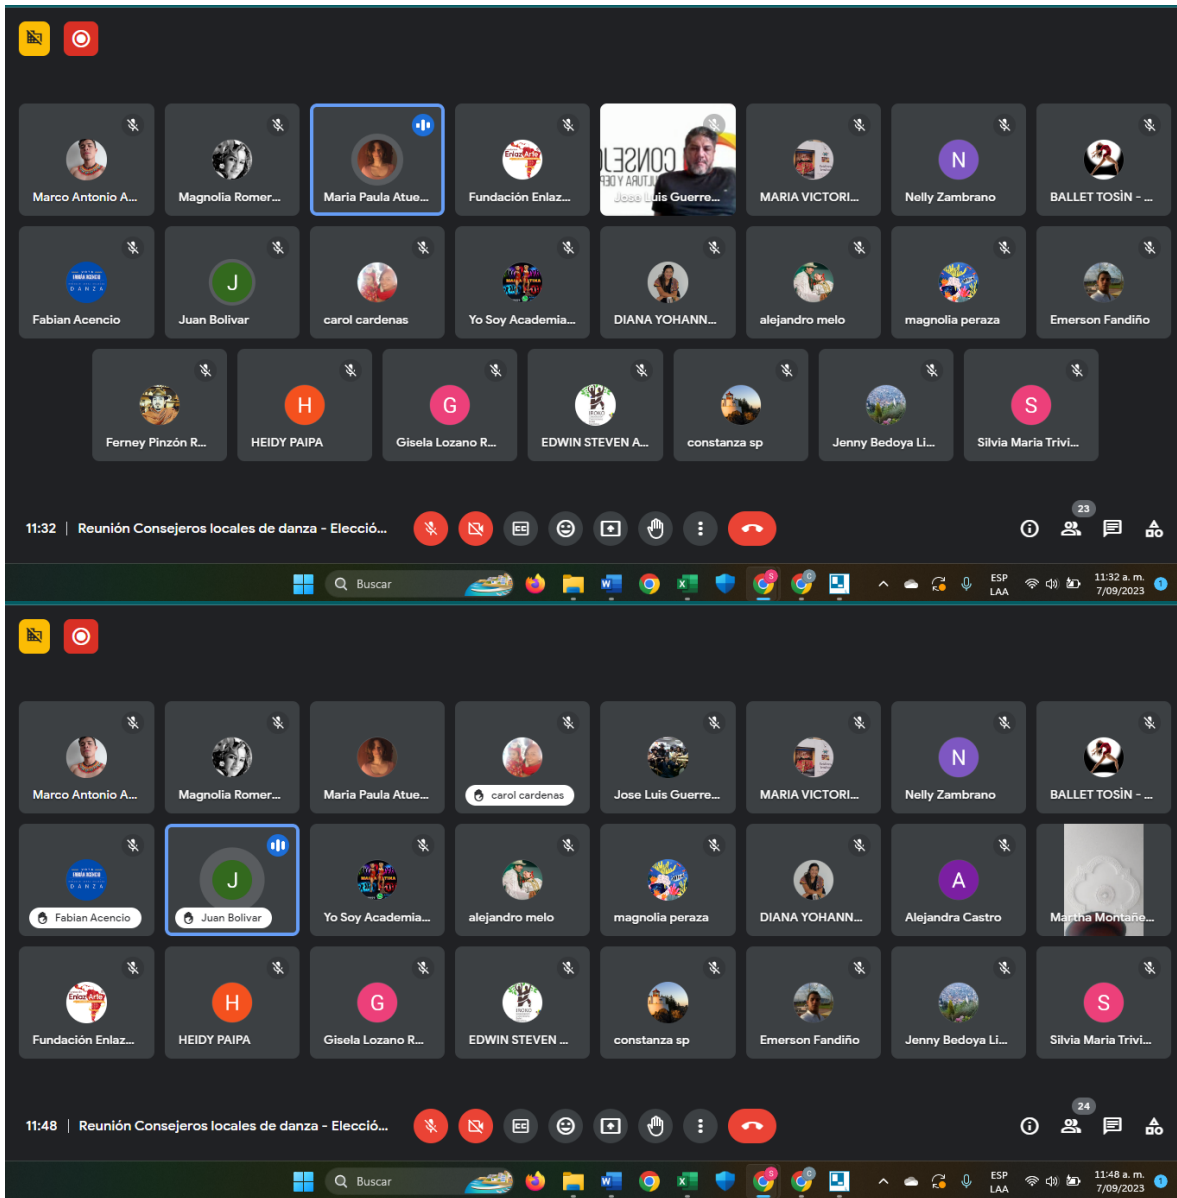 Marco Antonio A... Magnolia Romer... Maria Paula Atue... Fundación Enlaz... Jose Luis Guerre... MARIA VICTORI... Nelly Zambrano BALLET TOSÌN - ...
N
Fabian Acencio Juan Bolivar carol cardenas Yo Soy Academia... DIANA YOHANN... alejandro melo magnolia peraza Emerson Fandiño
DANZA
J
Ferney Pinzón R... HEIDY PAIPA Gisela Lozano R... EDWIN STEVEN A... constanza sp Jenny Bedoya Li... Silvia Maria Trivi...
H G S
23
11:32 | Reunión Consejeros locales de danza - Elecció...
Buscar ESP LAA 11:32 a. m. 7/09/2023 1
Marco Antonio A... Magnolia Romer... Maria Paula Atue... carol cardenas Jose Luis Guerre... MARIA VICTORI... Nelly Zambrano BALLET TOSÌN - ...
N
Fabian Acencio Juan Bolivar Yo Soy Academia... alejandro melo magnolia peraza DIANA YOHANN... Alejandra Castro Martha Montañe...
DANZA
J A
Fundación Enlaz... HEIDY PAIPA Gisela Lozano R... EDWIN STEVEN ... constanza sp Emerson Fandiño Jenny Bedoya Li... Silvia Maria Trivi...
H G S
24
11:48 | Reunión Consejeros locales de danza - Elecció...
Buscar ESP LAA 11:48 a. m. 7/09/2023 1